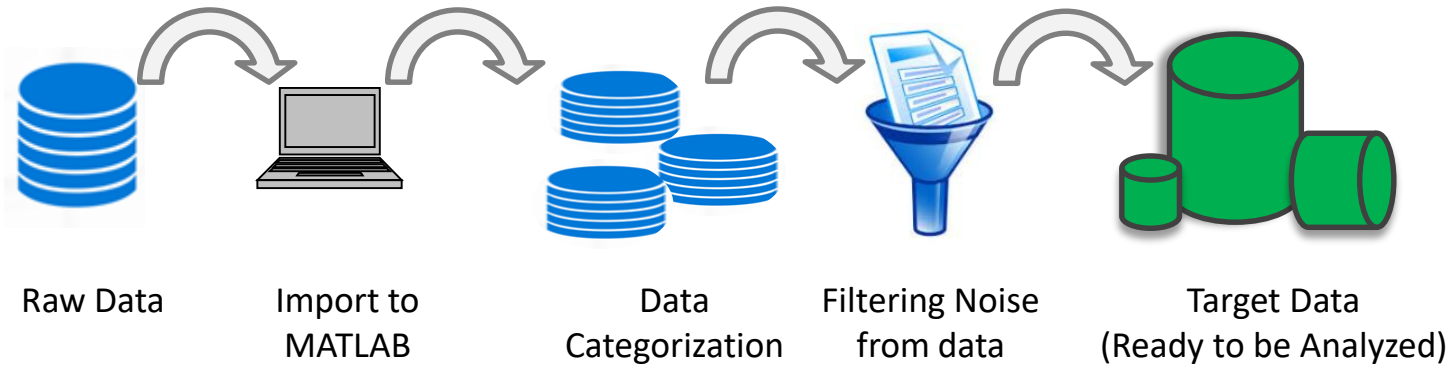 Raw Data
Import to
MATLAB
Data
Categorization
Filtering Noise
from data
Target Data
(Ready to be Analyzed)